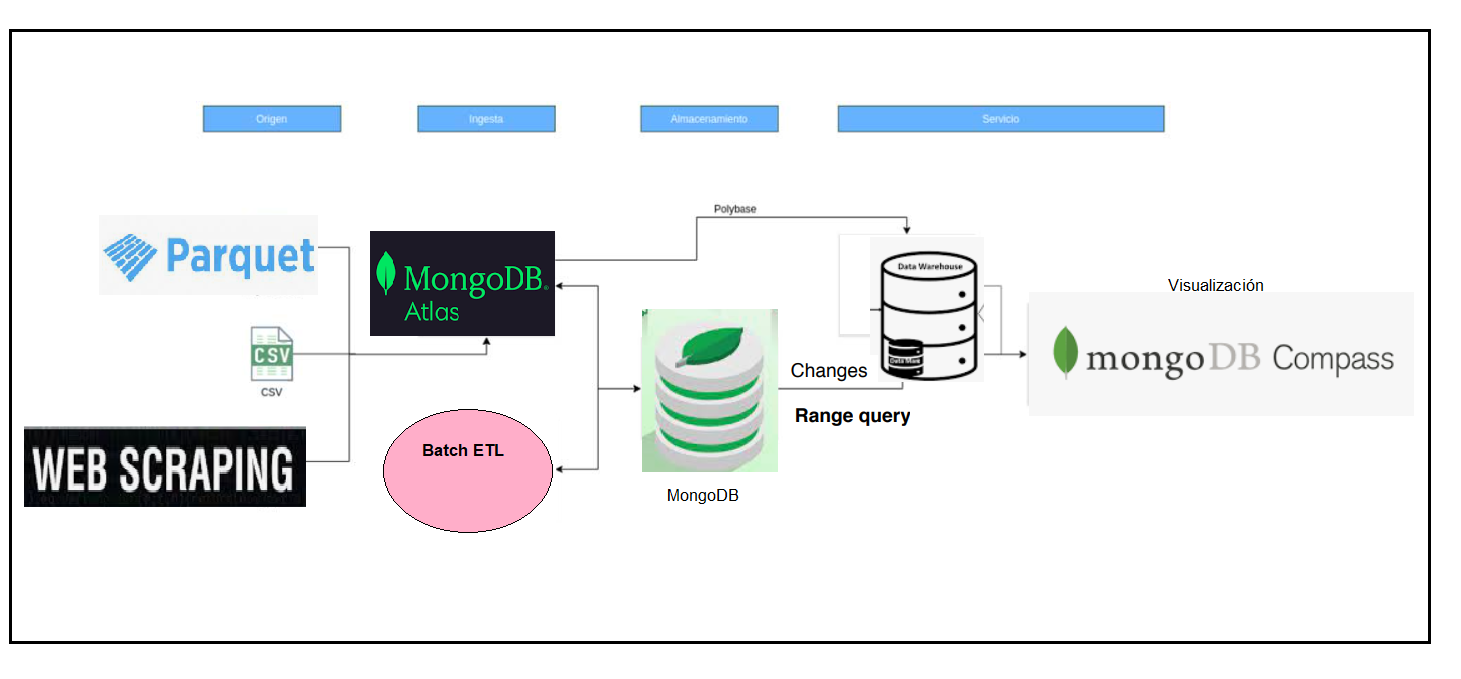 Origen
Ingesta
Almacenamiento
Servicio
Polybase
Parquet
MongoDB®
Atlas
Data Warehouse
Data Mart
Visualización
mongoDB Compass
CSV
CSV
Changes
Range query
WEB SCRAPING
Batch ETL
MongoDB